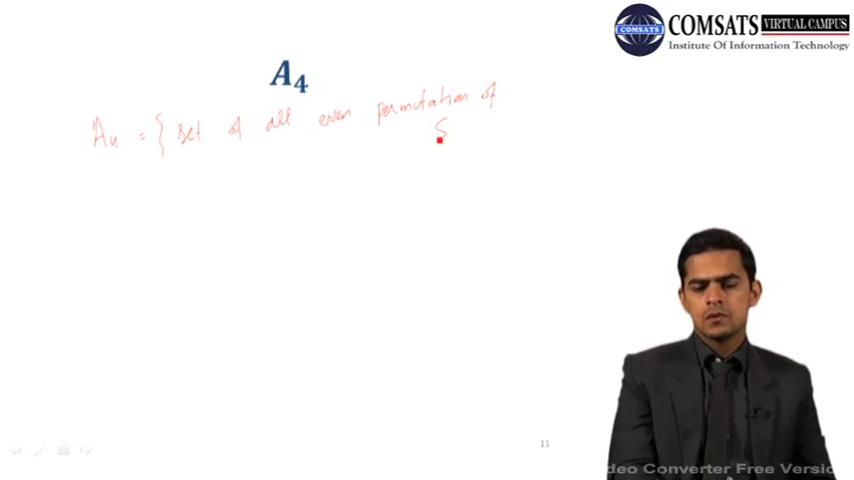 COMSATS VIRTUAL CAMPUS
COMSATS
Institute Of Information Technology
A4
A4 = { set of all even permutation of
S
11
deo Converter Free Versi